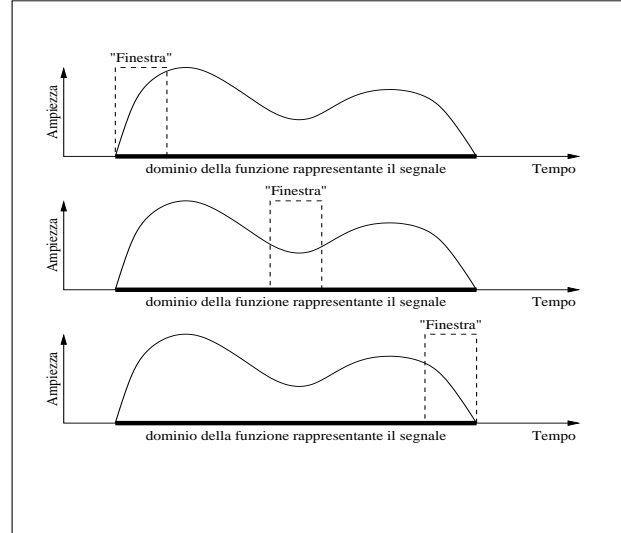 "Finestra"
Ampiezza
dominio della funzione rappresentante il segnale Tempo
"Finestra"
Ampiezza
dominio della funzione rappresentante il segnale Tempo
"Finestra"
Ampiezza
dominio della funzione rappresentante il segnale Tempo